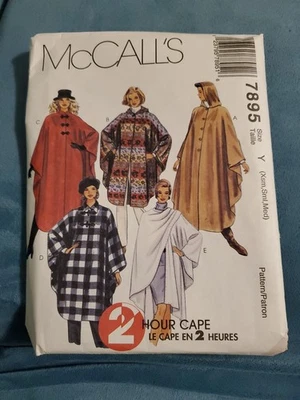 McCALL'S
7895
Size
Taille
Y
(Xsm,Sml,Med)
Pattern/Patron
C
B
A
D
E
2 HOUR CAPE
LE CAPE EN 2 HEURES